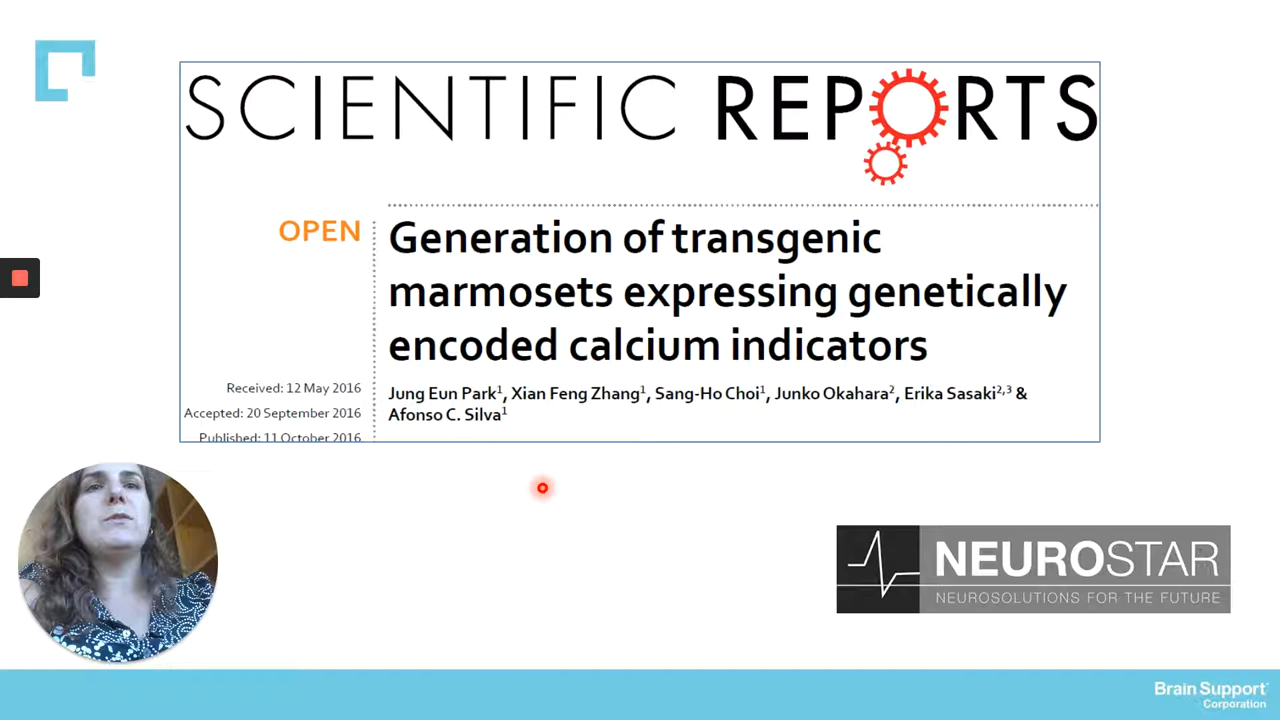 SCIENTIFIC REPORTS
OPEN
Generation of transgenic
marmosets expressing genetically
encoded calcium indicators
Received: 12 May 2016
Accepted: 20 September 2016
Published: 11 October 2016
Jung Eun Park¹, Xian Feng Zhang¹, Sang-Ho Choi¹, Junko Okahara², Erika Sasaki²,³ &
Afonso C. Silva¹
NEUROSTAR
NEUROSOLUTIONS FOR THE FUTURE
Brain Support
Corporation